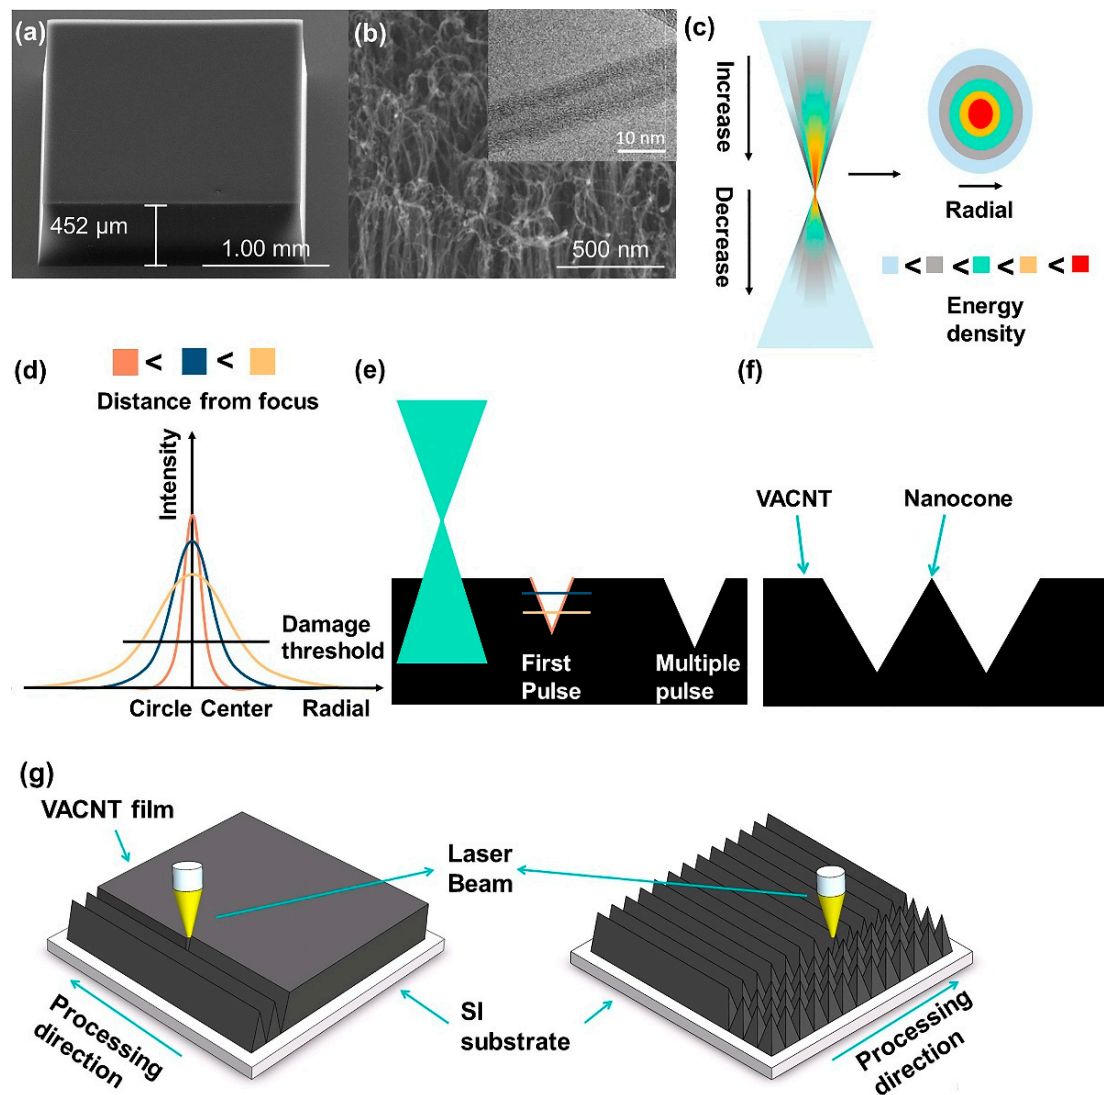 (a)
452 µm
1.00 mm
(b)
10 nm
500 nm
(c)
Increase
Decrease
Radial
< < < <
Energy
density
(d)
< <
Distance from focus
Intensity
Damage
threshold
Circle Center
Radial
(e)
First
Pulse
Multiple
pulse
(f)
VACNT
Nanocone
(g)
VACNT film
Laser
Beam
SI
substrate
Processing
direction
Processing
direction